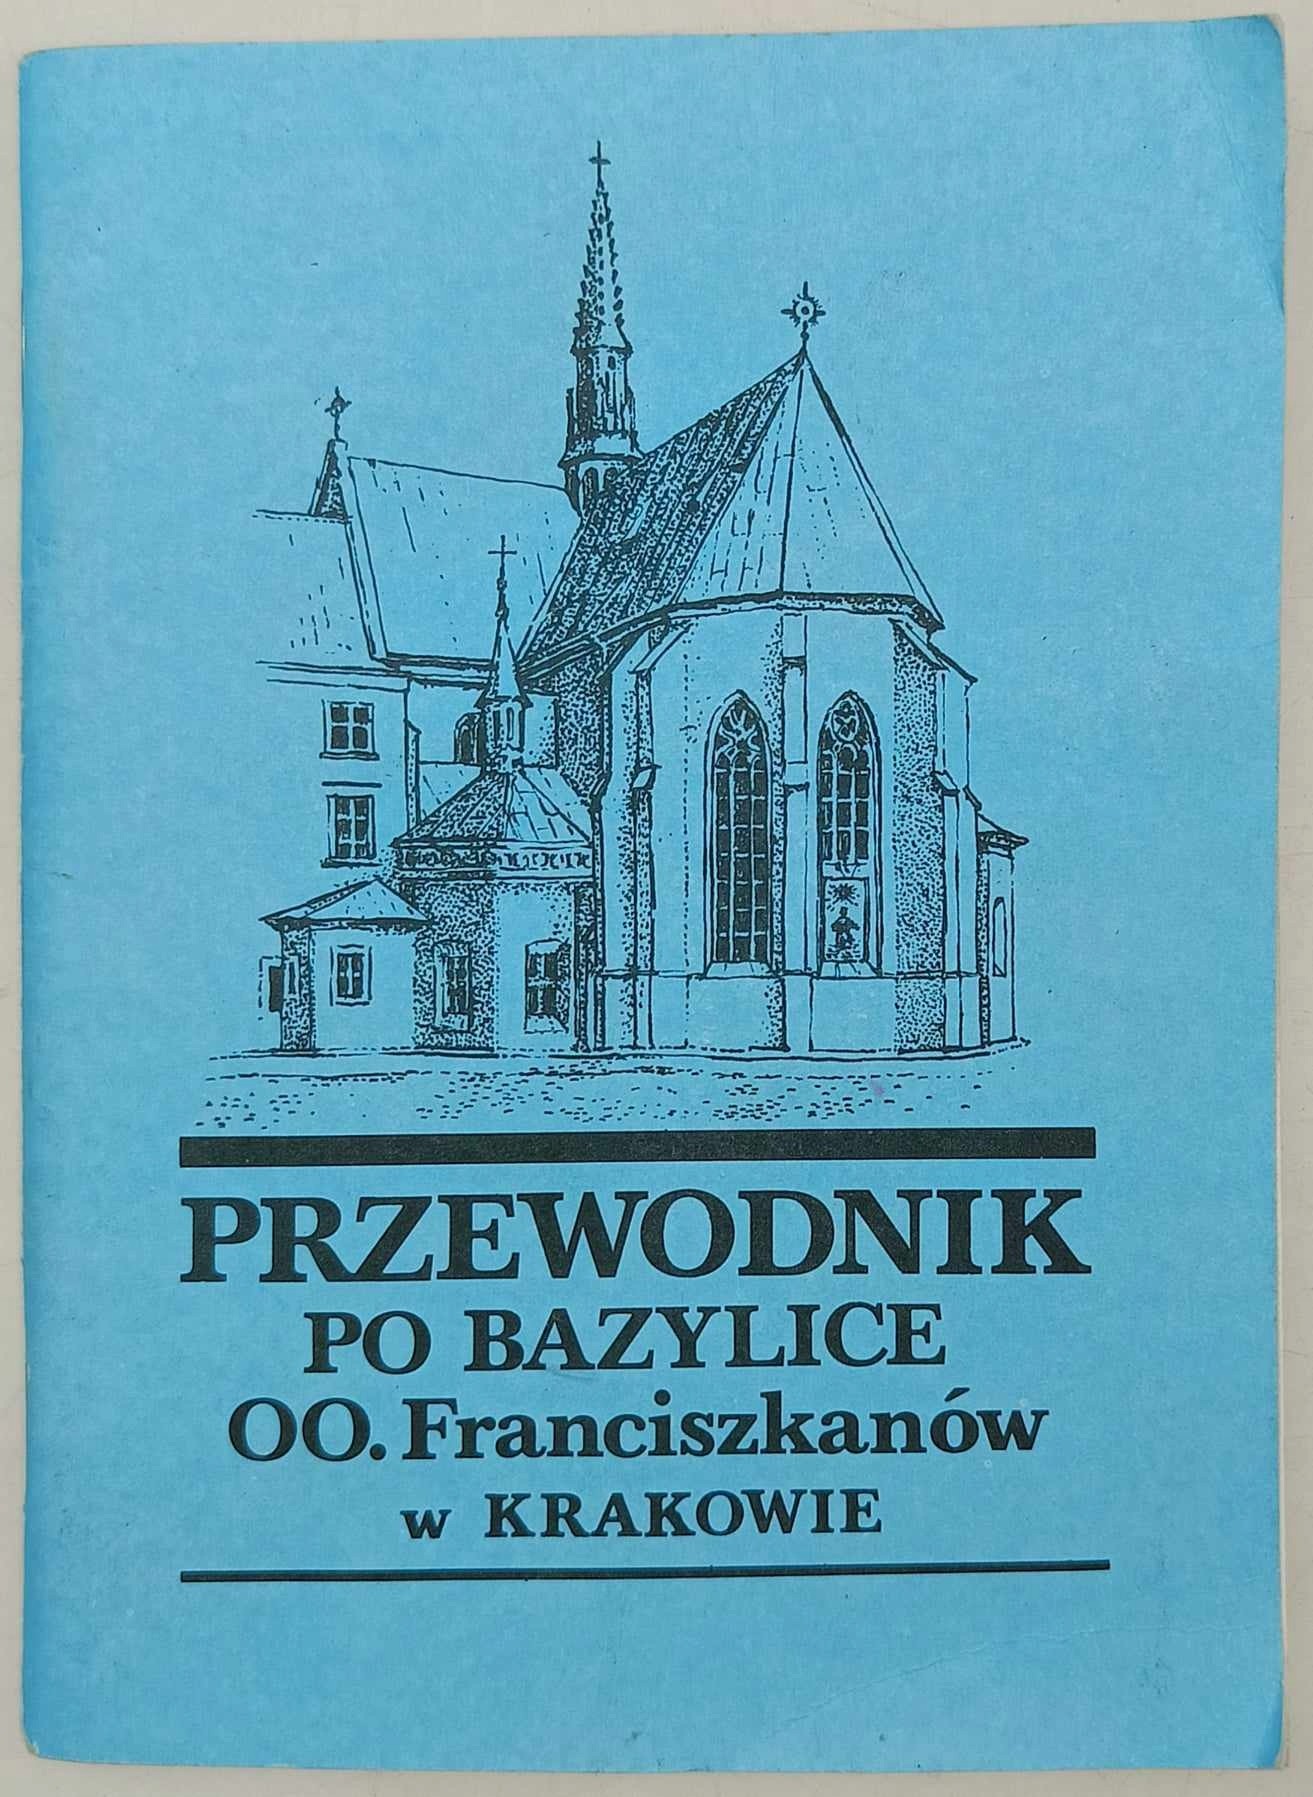 PRZEWODNIK
PO BAZYLICE
OO. Franciszkanów
w KRAKOWIE